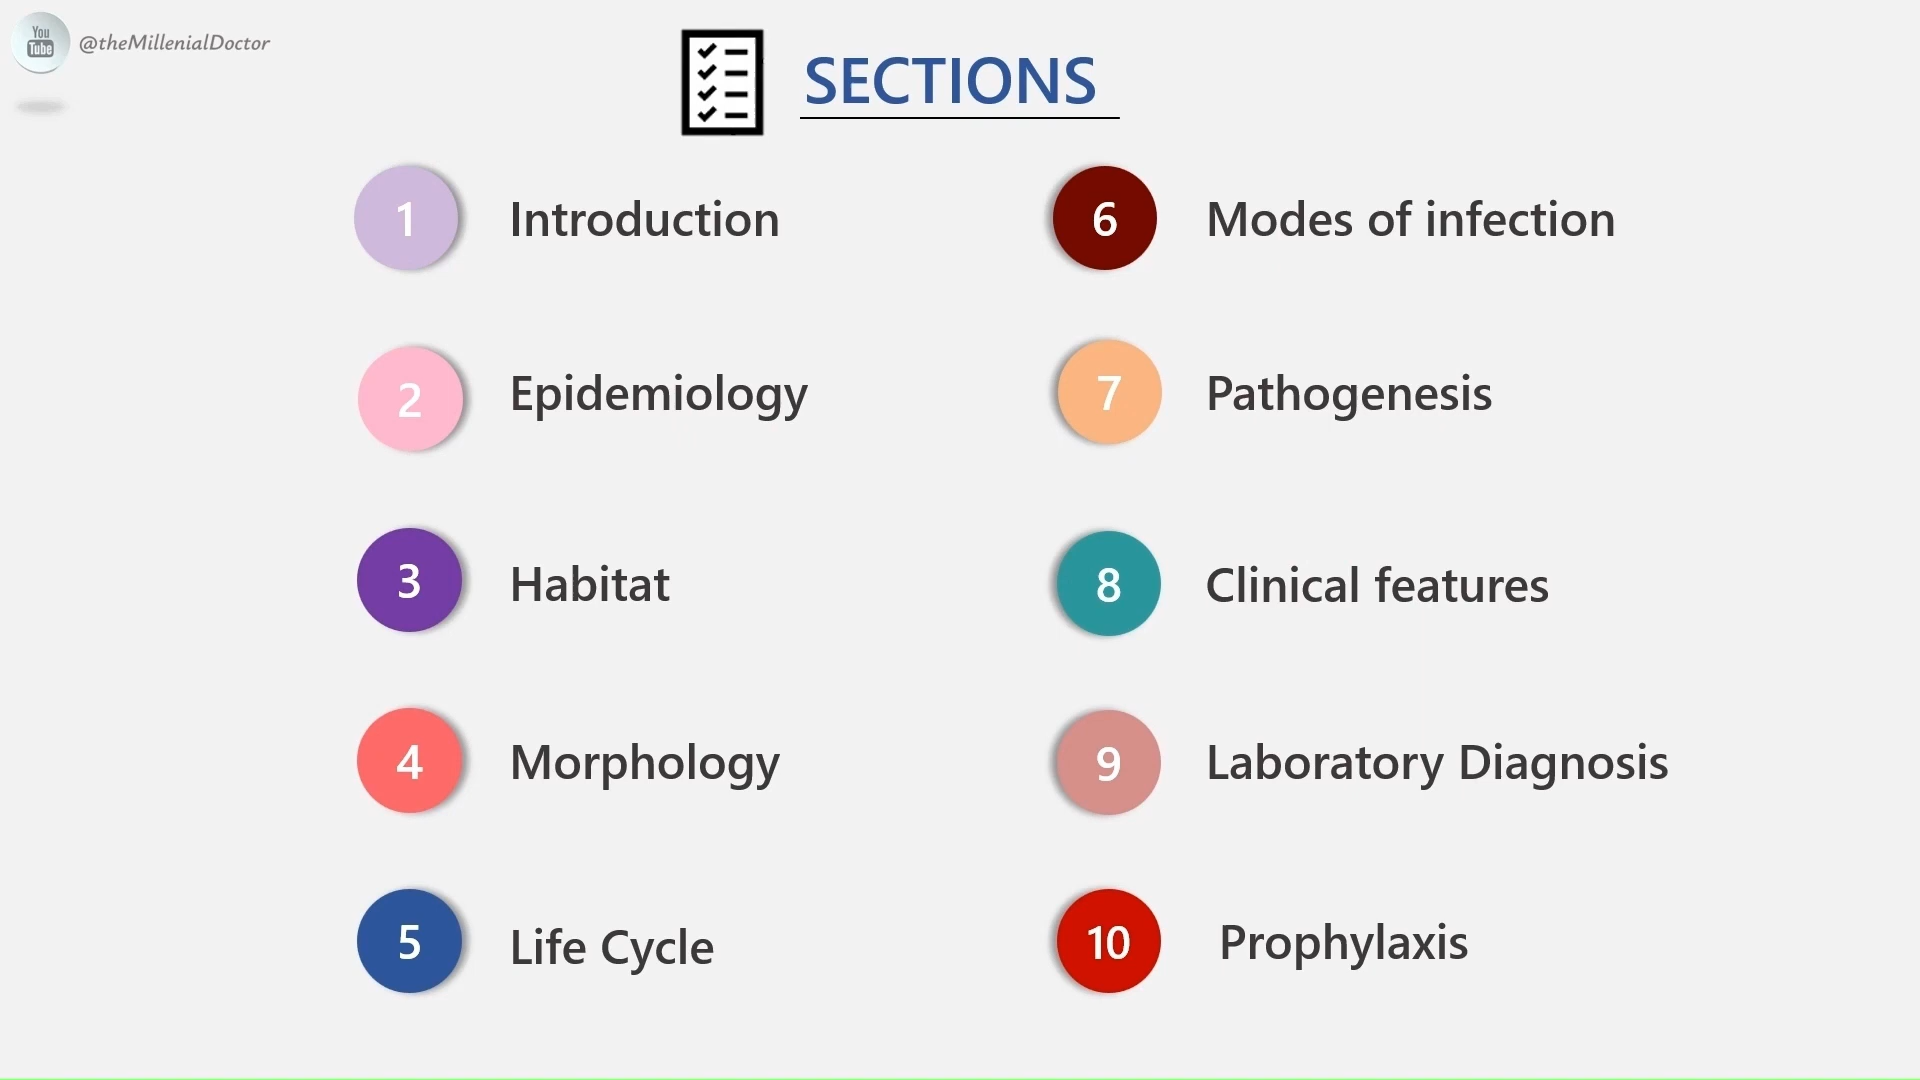 You
Tube
@theMillenialDoctor
SECTIONS
1 Introduction
2 Epidemiology
3 Habitat
4 Morphology
5 Life Cycle
6 Modes of infection
7 Pathogenesis
8 Clinical features
9 Laboratory Diagnosis
10 Prophylaxis